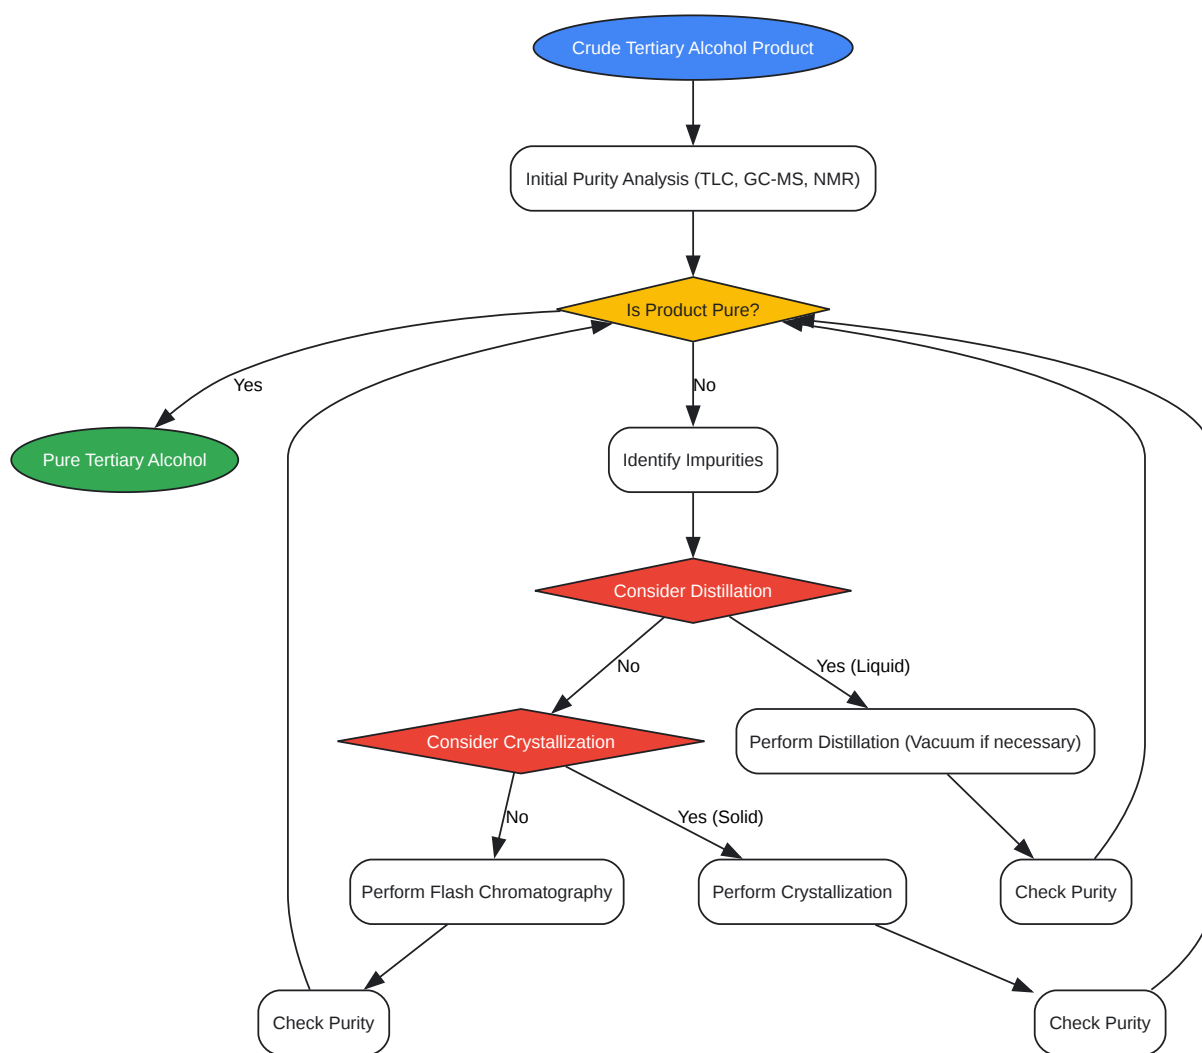 Crude Tertiary Alcohol Product
Initial Purity Analysis (TLC, GC-MS, NMR)
Is Product Pure?
Yes
No
Pure Tertiary Alcohol
Identify Impurities
Consider Distillation
No
Yes (Liquid)
Consider Crystallization
Perform Distillation (Vacuum if necessary)
No
Yes (Solid)
Perform Flash Chromatography
Perform Crystallization
Check Purity
Check Purity
Check Purity